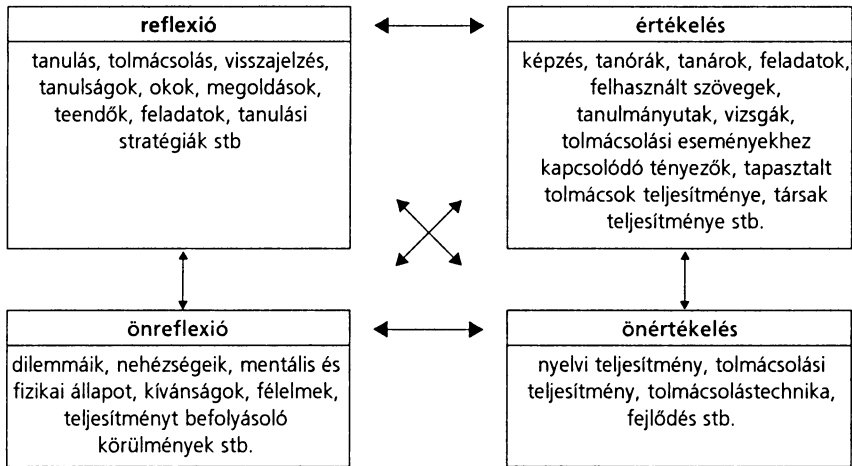 reflexió
tanulás, tolmácsolás, visszajelzés,
tanulságok, okok, megoldások,
teendők, feladatok, tanulási
stratégiák stb
értékelés
képzés, tanórák, tanárok, feladatok,
felhasznált szövegek,
tanulmányutak, vizsgák,
tolmácsolási eseményekhez
kapcsolódó tényezők, tapasztalt
tolmácsok teljesítménye, társak
teljesítménye stb.
önreflexió
dilemmáik, nehézségeik, mentális és
fizikai állapot, kívánságok, félelmek,
teljesítményt befolyásoló
körülmények stb.
önértékelés
nyelvi teljesítmény, tolmácsolási
teljesítmény, tolmácsolástechnika,
fejlődés stb.